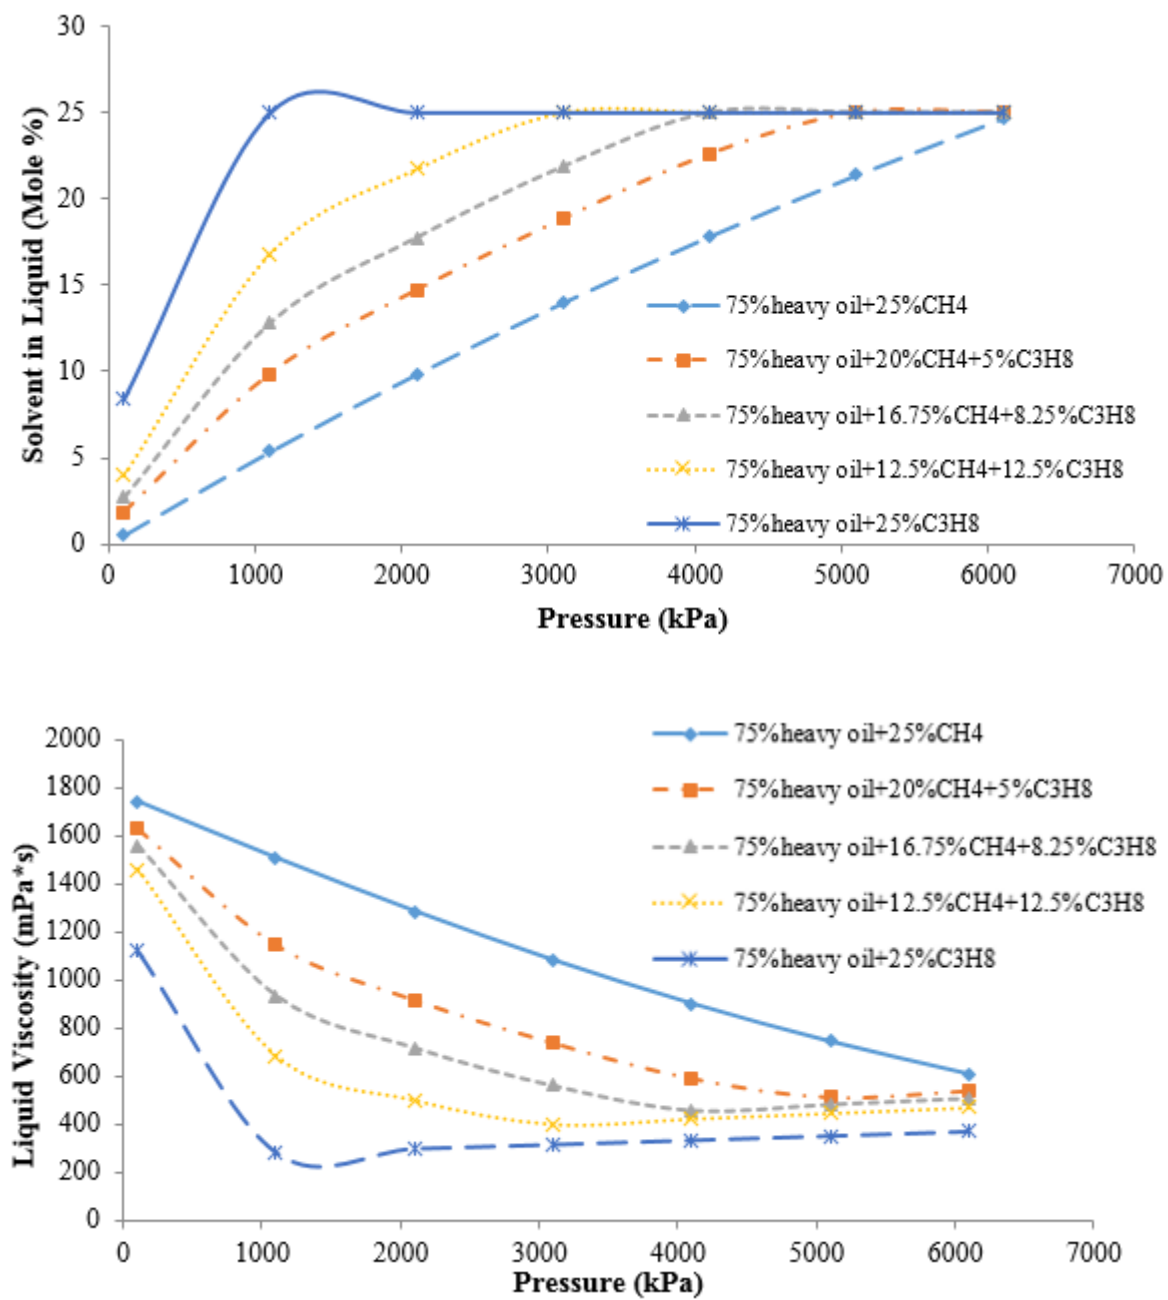 30
25
20
15
10
5
0
Solvent in Liquid (Mole %)
75%heavy oil+25%CH4
75%heavy oil+20%CH4+5%C3H8
75%heavy oil+16.75%CH4+8.25%C3H8
75%heavy oil+12.5%CH4+12.5%C3H8
75%heavy oil+25%C3H8
0 1000 2000 3000 4000 5000 6000 7000
Pressure (kPa)
75%heavy oil+25%CH4
75%heavy oil+20%CH4+5%C3H8
75%heavy oil+16.75%CH4+8.25%C3H8
75%heavy oil+12.5%CH4+12.5%C3H8
75%heavy oil+25%C3H8
2000
1800
1600
1400
1200
1000
800
600
400
200
0
Liquid Viscosity (mPa*s)
0 1000 2000 3000 4000 5000 6000 7000
Pressure (kPa)